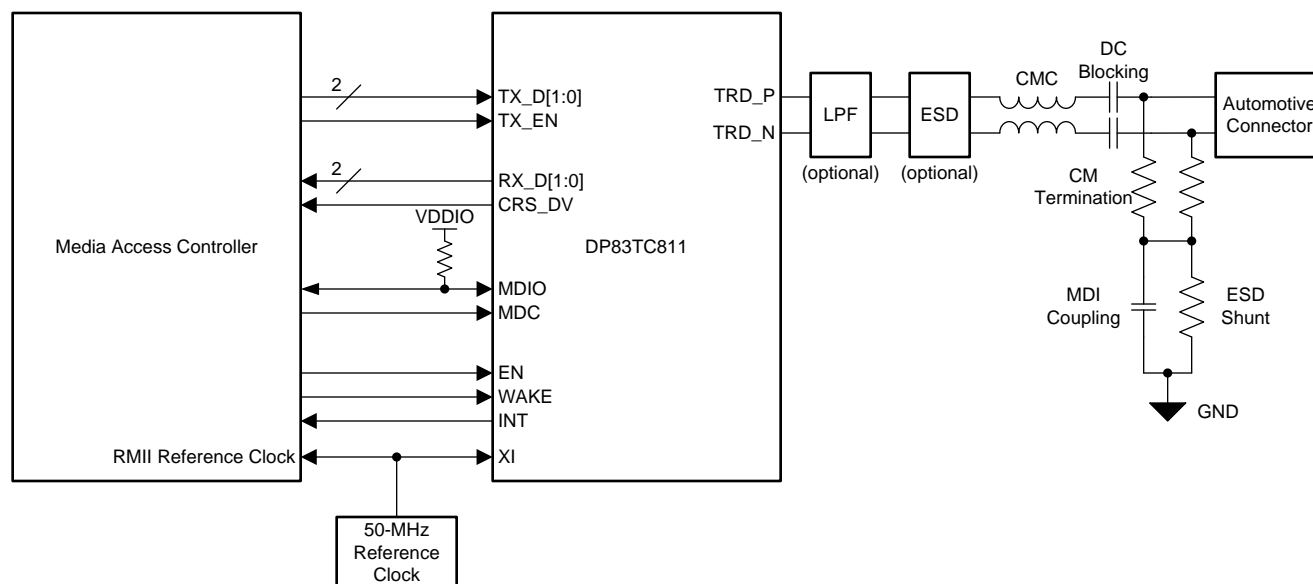 2
TX_D[1:0]
TX_EN
2
RX_D[1:0]
CRS_DV
VDDIO
Media Access Controller
DP83TC811
MDIO
MDC
EN
WAKE
INT
RMII Reference Clock
XI
50-MHz
Reference
Clock
TRD_P
TRD_N
LPF
(optional)
ESD
(optional)
CMC
DC
Blocking
Automotive
Connector
CM
Termination
MDI
Coupling
ESD
Shunt
GND